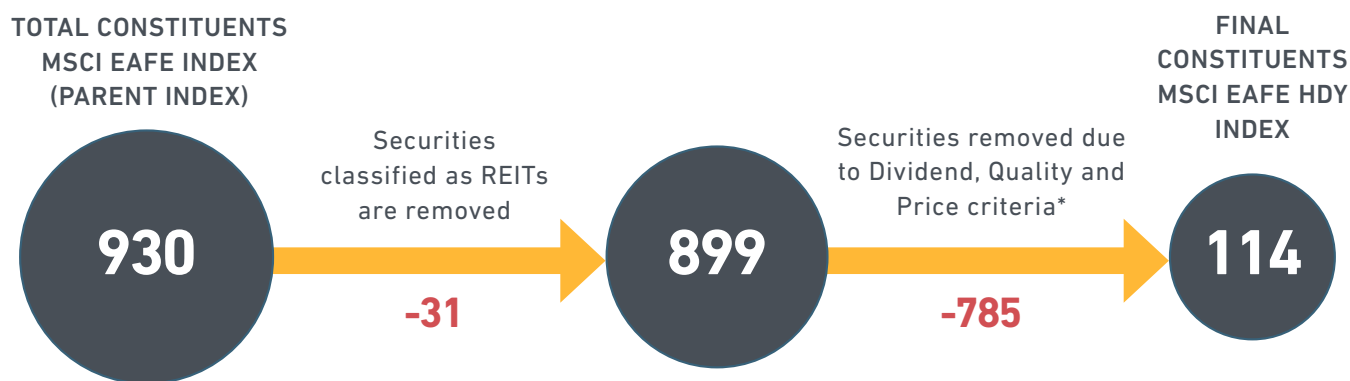 TOTAL CONSTITUENTS
MSCI EAFE INDEX
(PARENT INDEX)
930
Securities
classified as REITs
are removed
-31
899
Securities removed due
to Dividend, Quality and
Price criteria*
-785
FINAL
CONSTITUENTS
MSCI EAFE HDY
INDEX
114